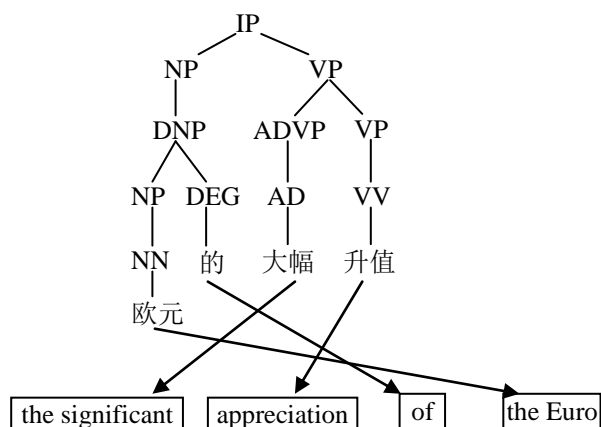 IP
NP VP
DNP ADVP VP
NP DEG AD VV
NN 的 大幅 升值
欧元
the significant appreciation of the Euro